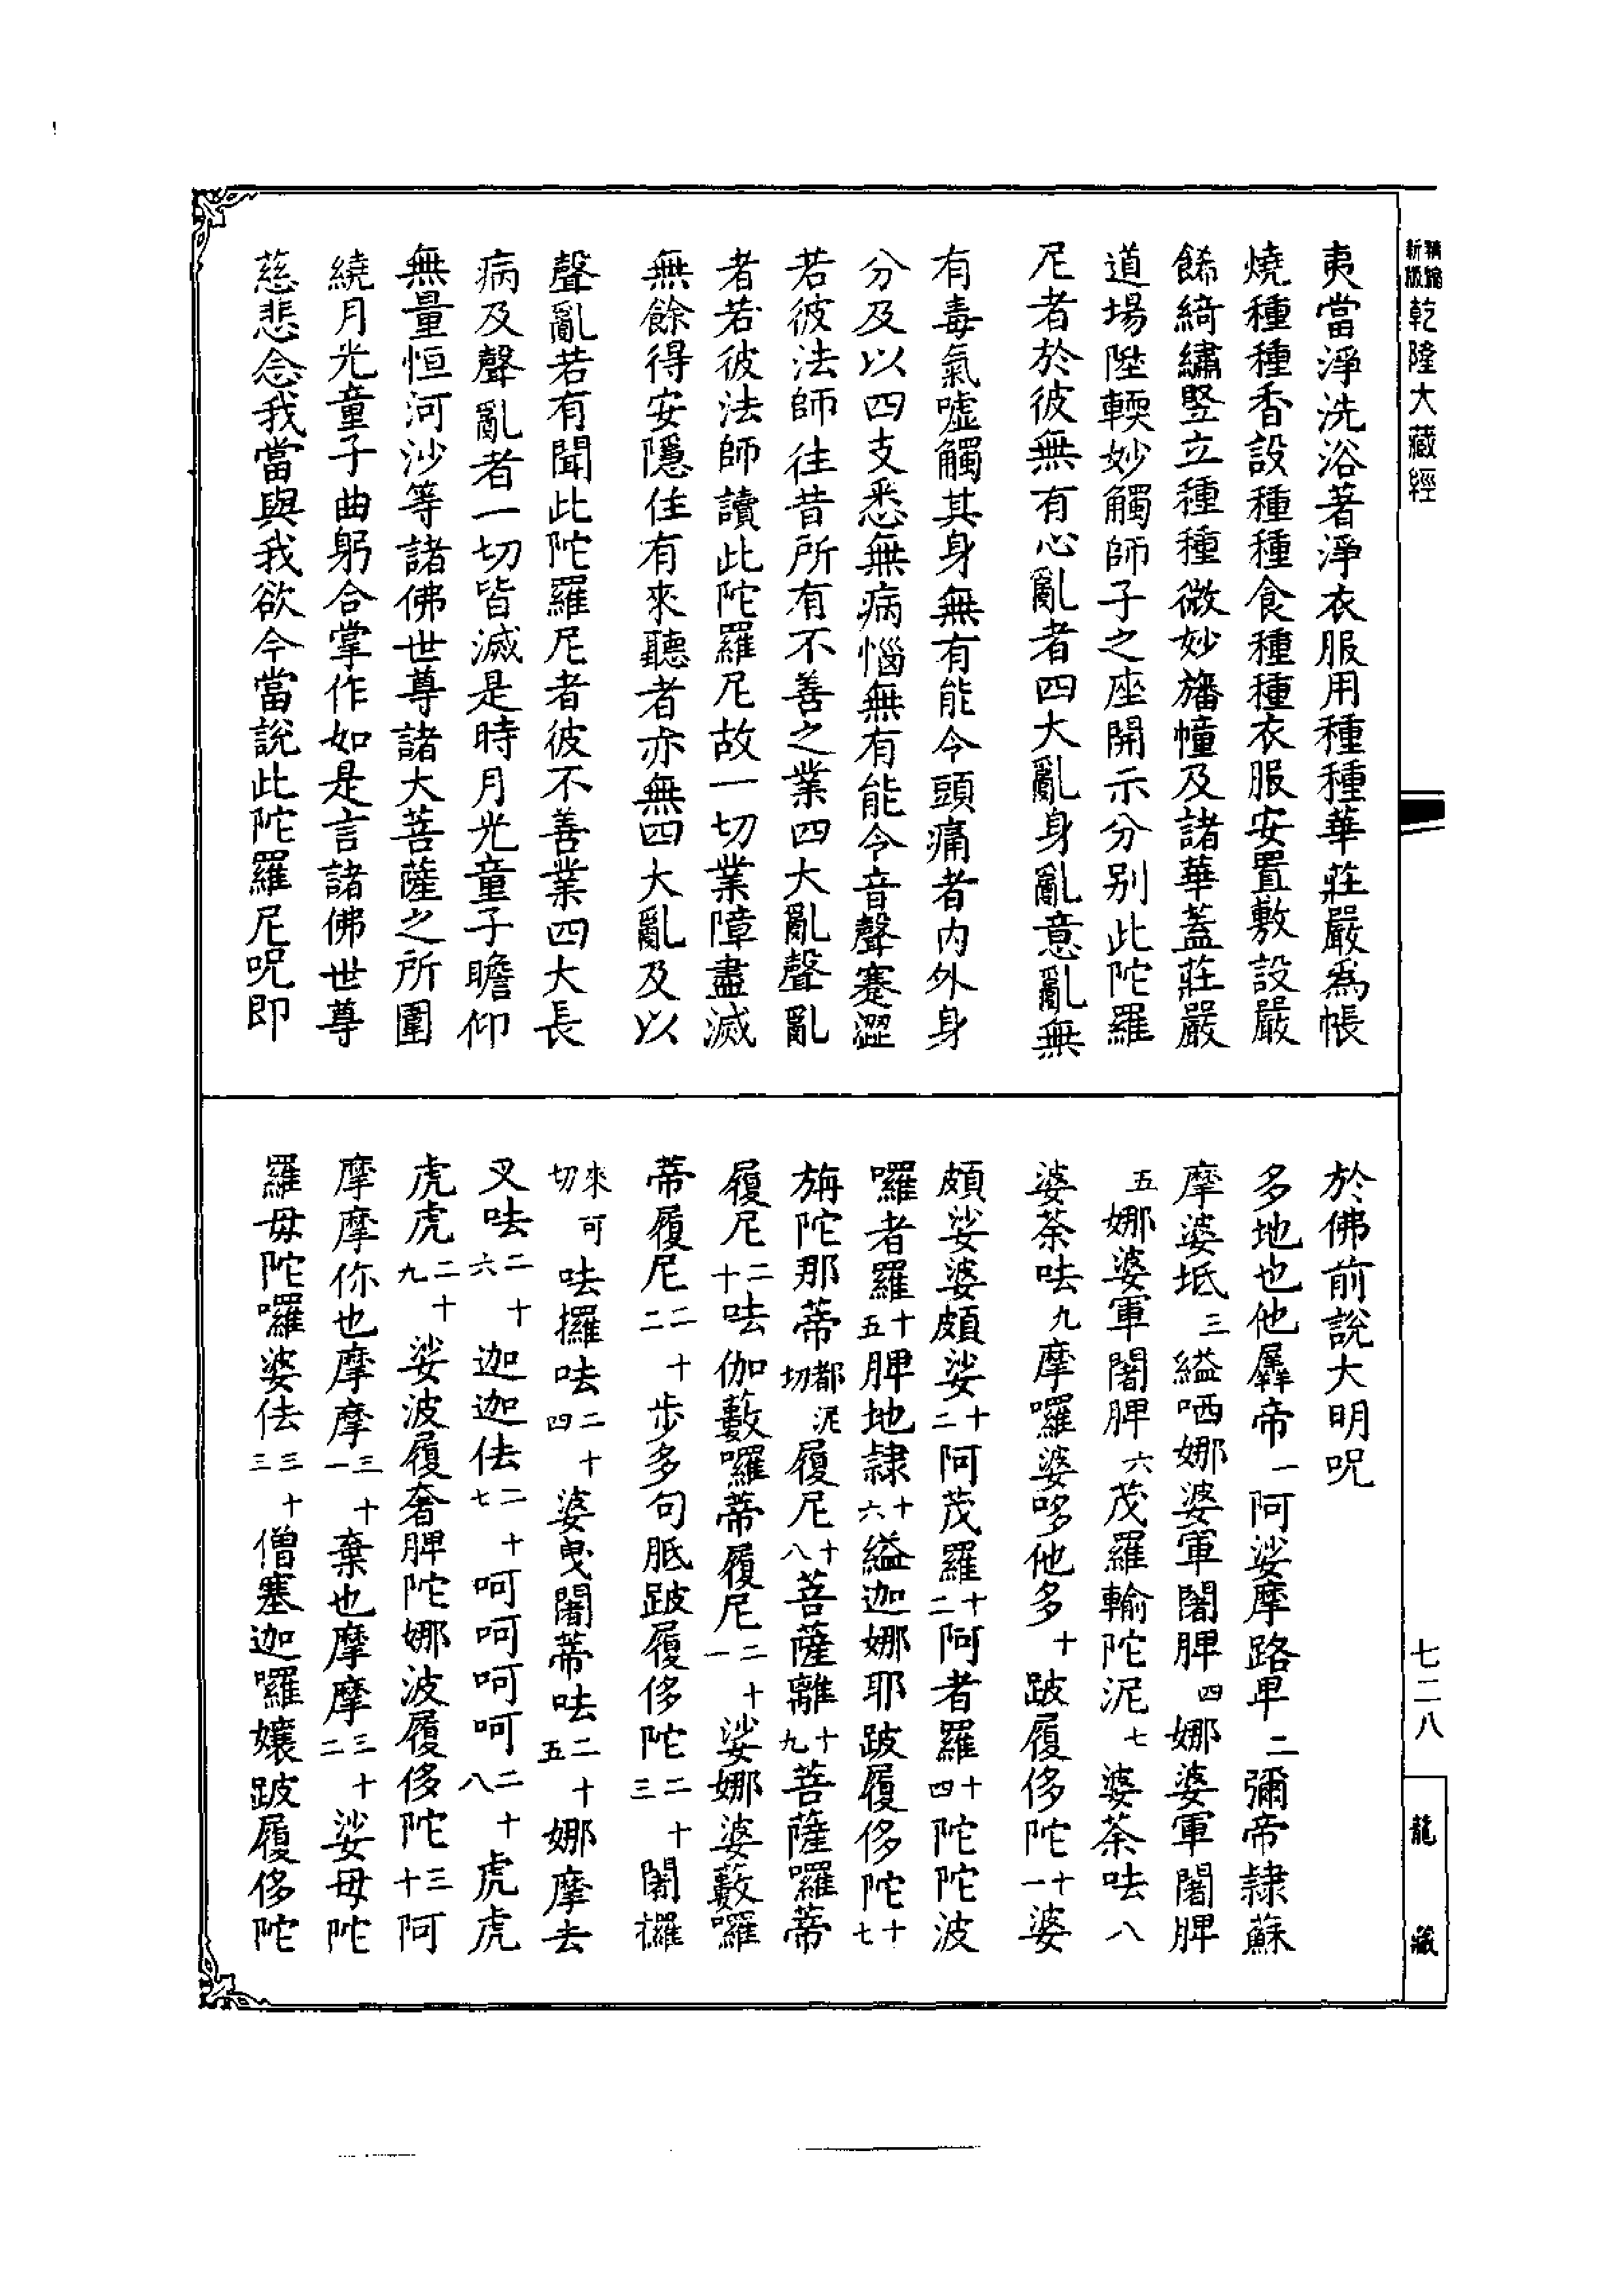 夷當淨洗浴著淨衣服用種種華莊嚴爲帳
燒種種香設種種食種種衣服安置敷設嚴
餙綺繡竪立種種微妙旛幢及諸華蓋莊嚴
道場陞輭妙觸師子之座開示分別此陀羅
尼者於彼無有心亂者四大亂身亂意亂無
有毒氣噓觸其身無有能令頭痛者内外身
分及以四支悉無病惱無有能令音聲蹇澀
若彼法師往昔所有不善之業四大亂聲亂
者若彼法師讀此陀羅尼故一切業障盡滅
無餘得安隱住有來聽者亦無四大亂及以
聲亂若有聞此陀羅尼者彼不善業四大長
病及聲亂者一切皆滅是時月光童子瞻仰
無量恒河沙等諸佛世尊諸大菩薩之所圍
繞月光童子曲躬合掌作如是言諸佛世尊
慈悲念我當與我欲今當說此陀羅尼呪即
於佛前說大明呪
多地也他羼帝一阿娑摩路卑二彌帝隸蘇
摩婆坻三縊哂娜婆軍闍脾四娜婆軍闍脾
五娜婆軍闍脾六茂羅輸陀泥七婆荼呿八
婆荼呿九摩囉婆哆他多十跛履侈陀十一婆
頗娑婆頗娑十二阿茂羅十二阿者羅十四陀陀波
囉者羅十五脾地隸十六縊迦娜耶跛履侈陀十七
旃陀那蒂都泥切履尼十八菩薩離十九菩薩囉蒂
履尼二十呿伽藪囉蒂履尼二十一娑娜婆藪囉
蒂履尼二十二步多句胝跛履侈陀二十三闍攞
來可切呿攞呿二十四婆曳闍蒂呿二十五娜摩去
叉呿二十六迦迦佉二十七呵呵呵呵二十八虎虎
虎虎二十九娑波履奢脾陀娜波履侈陀三十阿
摩摩你也摩摩三十一棄也摩摩三十二娑毋陀
羅毋陀囉婆佉三十三僧塞迦囉孃跛履侈陀
精縮新版乾隆大藏經
七二八
龍藏